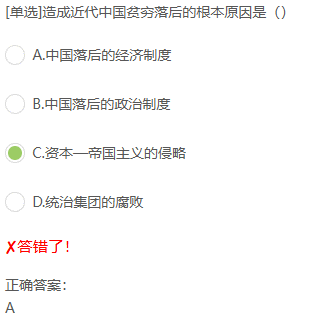 [单选]造成近代中国贫穷落后的根本原因是（）
A.中国落后的经济制度
B.中国落后的政治制度
C.资本—帝国主义的侵略
D.统治集团的腐败
✗答错了！
正确答案：
A